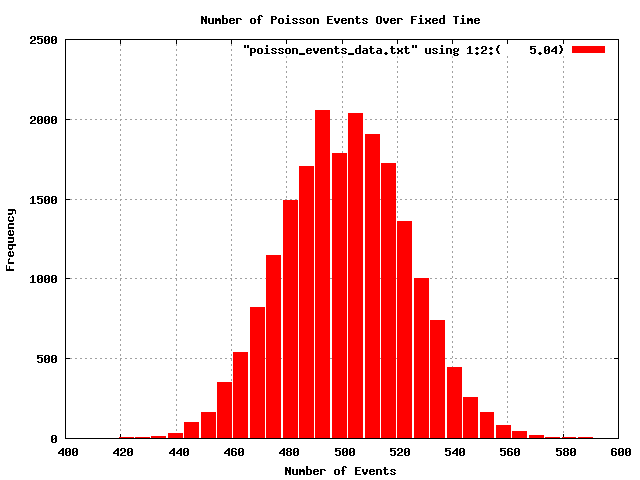 Number of Poisson Events Over Fixed Time
"poisson_events_data.txt" using 1:2:(    5.04)
2500
2000
1500
1000
500
0
Frequency
400 420 440 460 480 500 520 540 560 580 600
Number of Events